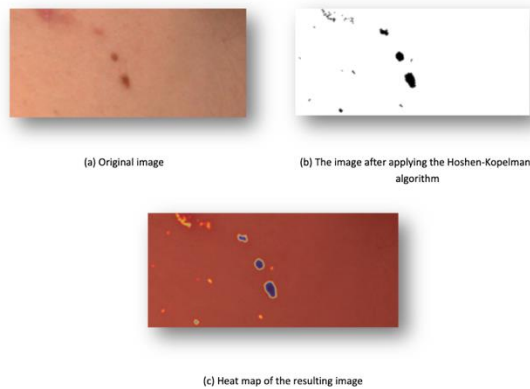 (a) Original image
(b) The image after applying the Hoshen-Kopelman
algorithm
(c) Heat map of the resulting image